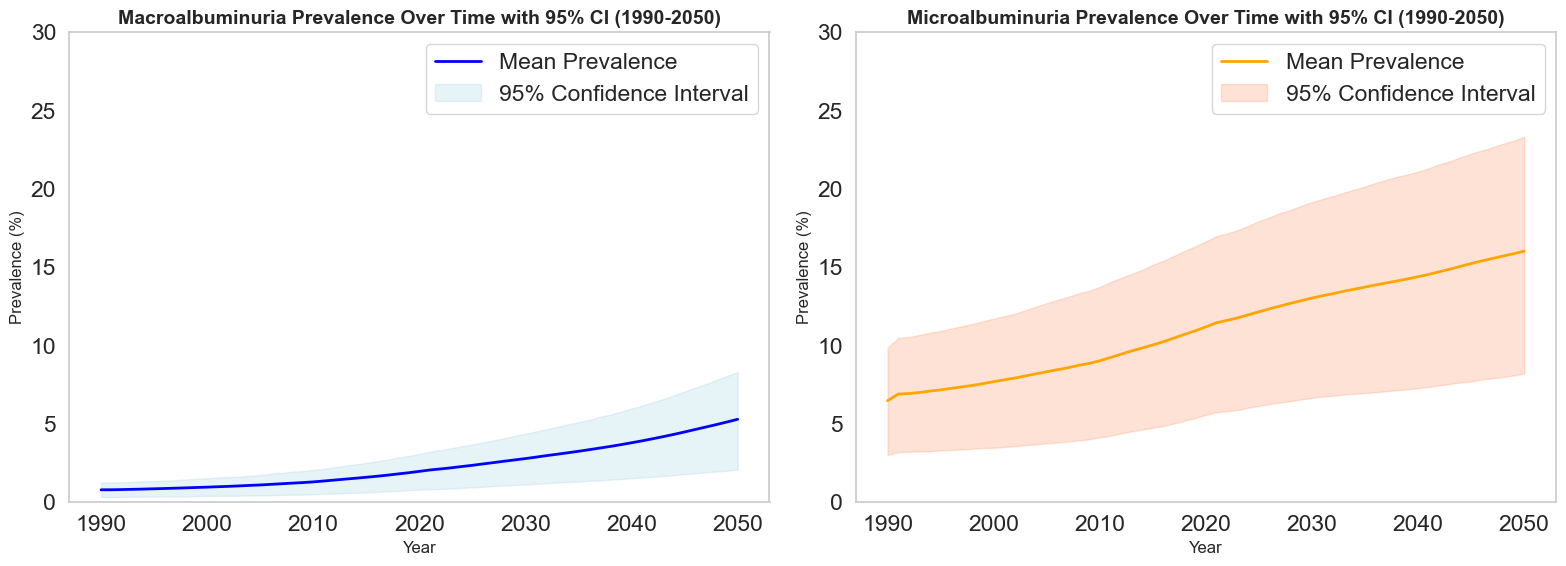 Macroalbuminuria Prevalence Over Time with 95% CI (1990-2050)
30
25
20
15
10
5
0
Prevalence (%)
Mean Prevalence
95% Confidence Interval
1990 2000 2010 2020 2030 2040 2050
Year
Microalbuminuria Prevalence Over Time with 95% CI (1990-2050)
30
25
20
15
10
5
0
Prevalence (%)
Mean Prevalence
95% Confidence Interval
1990 2000 2010 2020 2030 2040 2050
Year